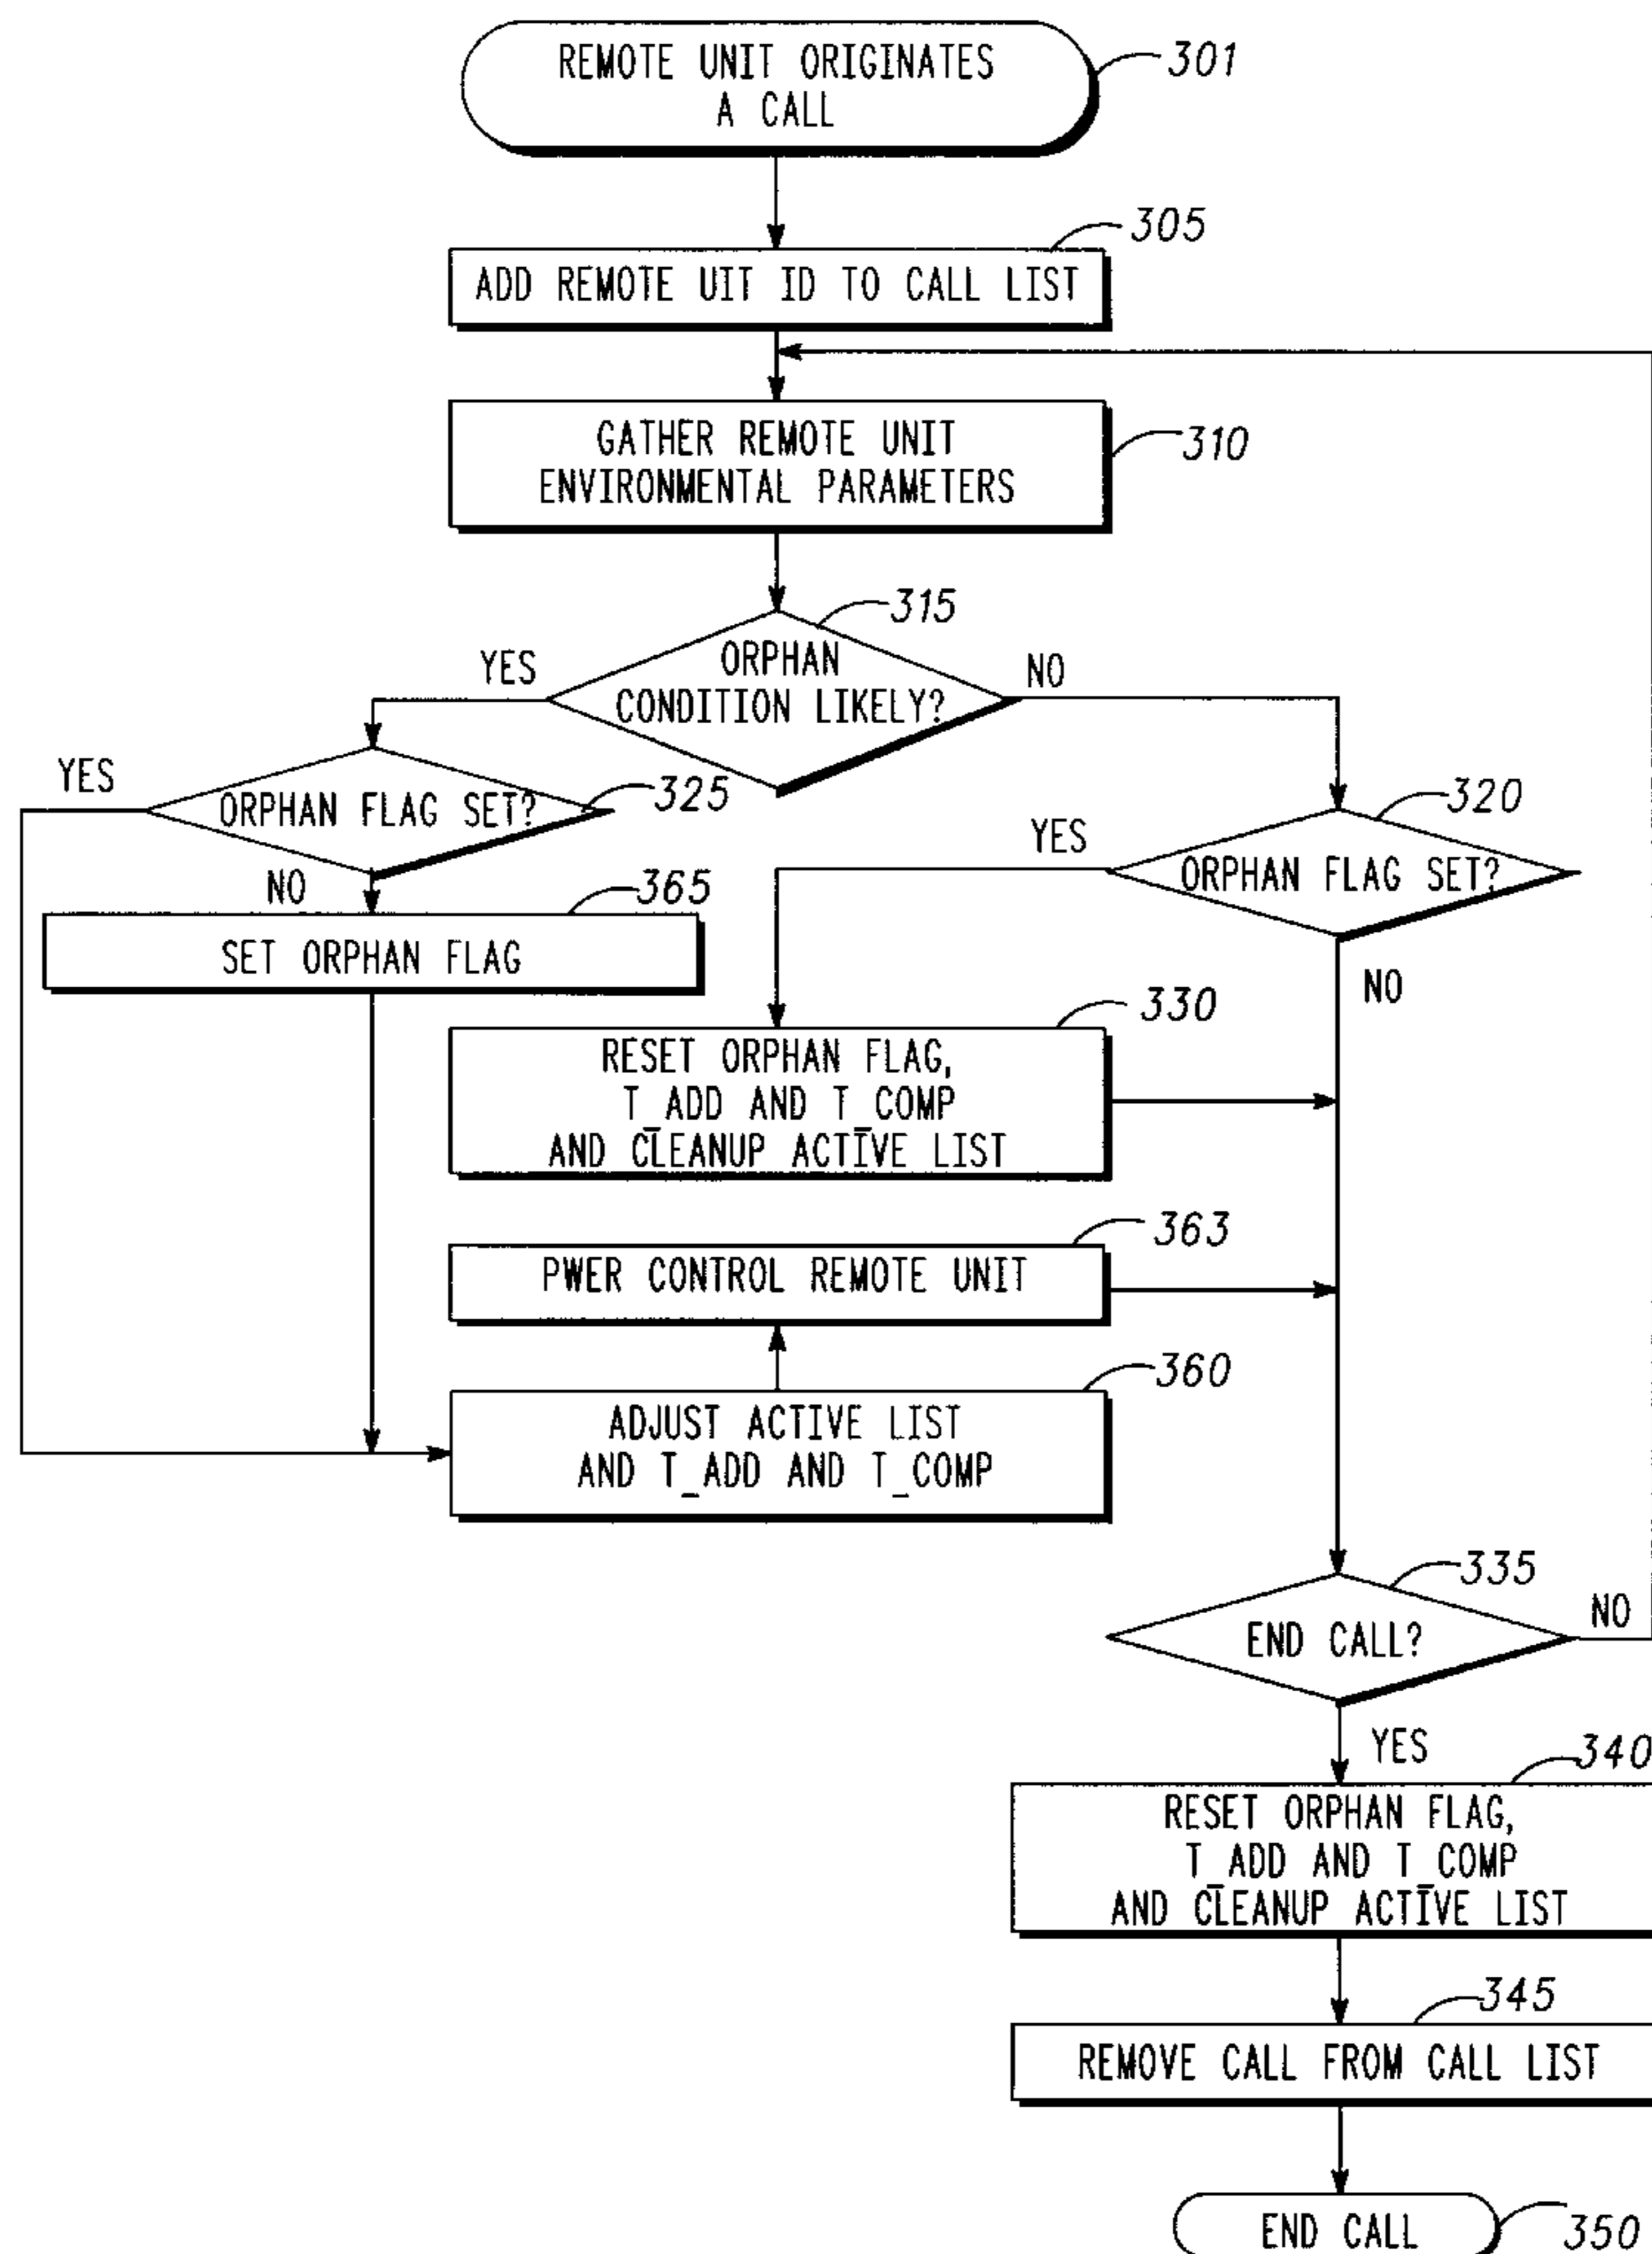 REMOTE UNIT ORIGINATES
A CALL
301
305
ADD REMOTE UIT ID TO CALL LIST
GATHER REMOTE UNIT
ENVIRONMENTAL PARAMETERS
310
315
YES
ORPHAN
CONDITION LIKELY?
NO
YES
ORPHAN FLAG SET?
325
320
YES
ORPHAN FLAG SET?
NO
365
SET ORPHAN FLAG
NO
330
RESET ORPHAN FLAG,
T_ADD AND T_COMP
AND CLEANUP ACTIVE LIST
363
PWER CONTROL REMOTE UNIT
360
ADJUST ACTIVE LIST
AND T_ADD AND T_COMP
335
END CALL?
NO
YES
340
RESET ORPHAN FLAG,
T_ADD AND T_COMP
AND CLEANUP ACTIVE LIST
345
REMOVE CALL FROM CALL LIST
END CALL
350